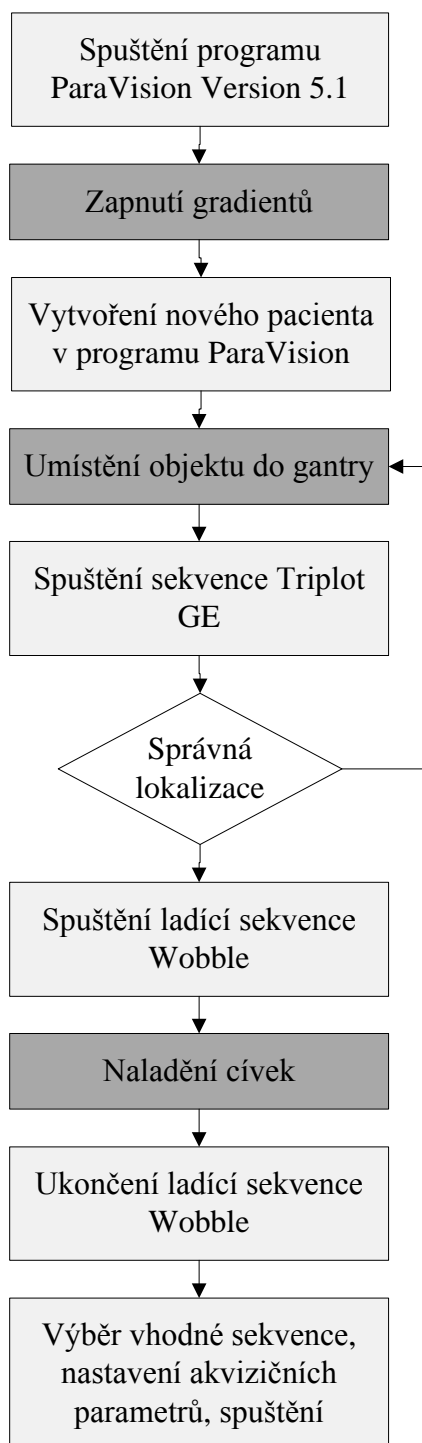 Spuštění programu
ParaVision Version 5.1
Zapnutí gradientů
Vytvoření nového pacienta
v programu ParaVision
Umístění objektu do gantry
Spuštění sekvence Triplot
GE
Správná
lokalizace
Spuštění ladící sekvence
Wobble
Naladění cívek
Ukončení ladící sekvence
Wobble
Výběr vhodné sekvence,
nastavení akvizičních
parametrů, spuštění